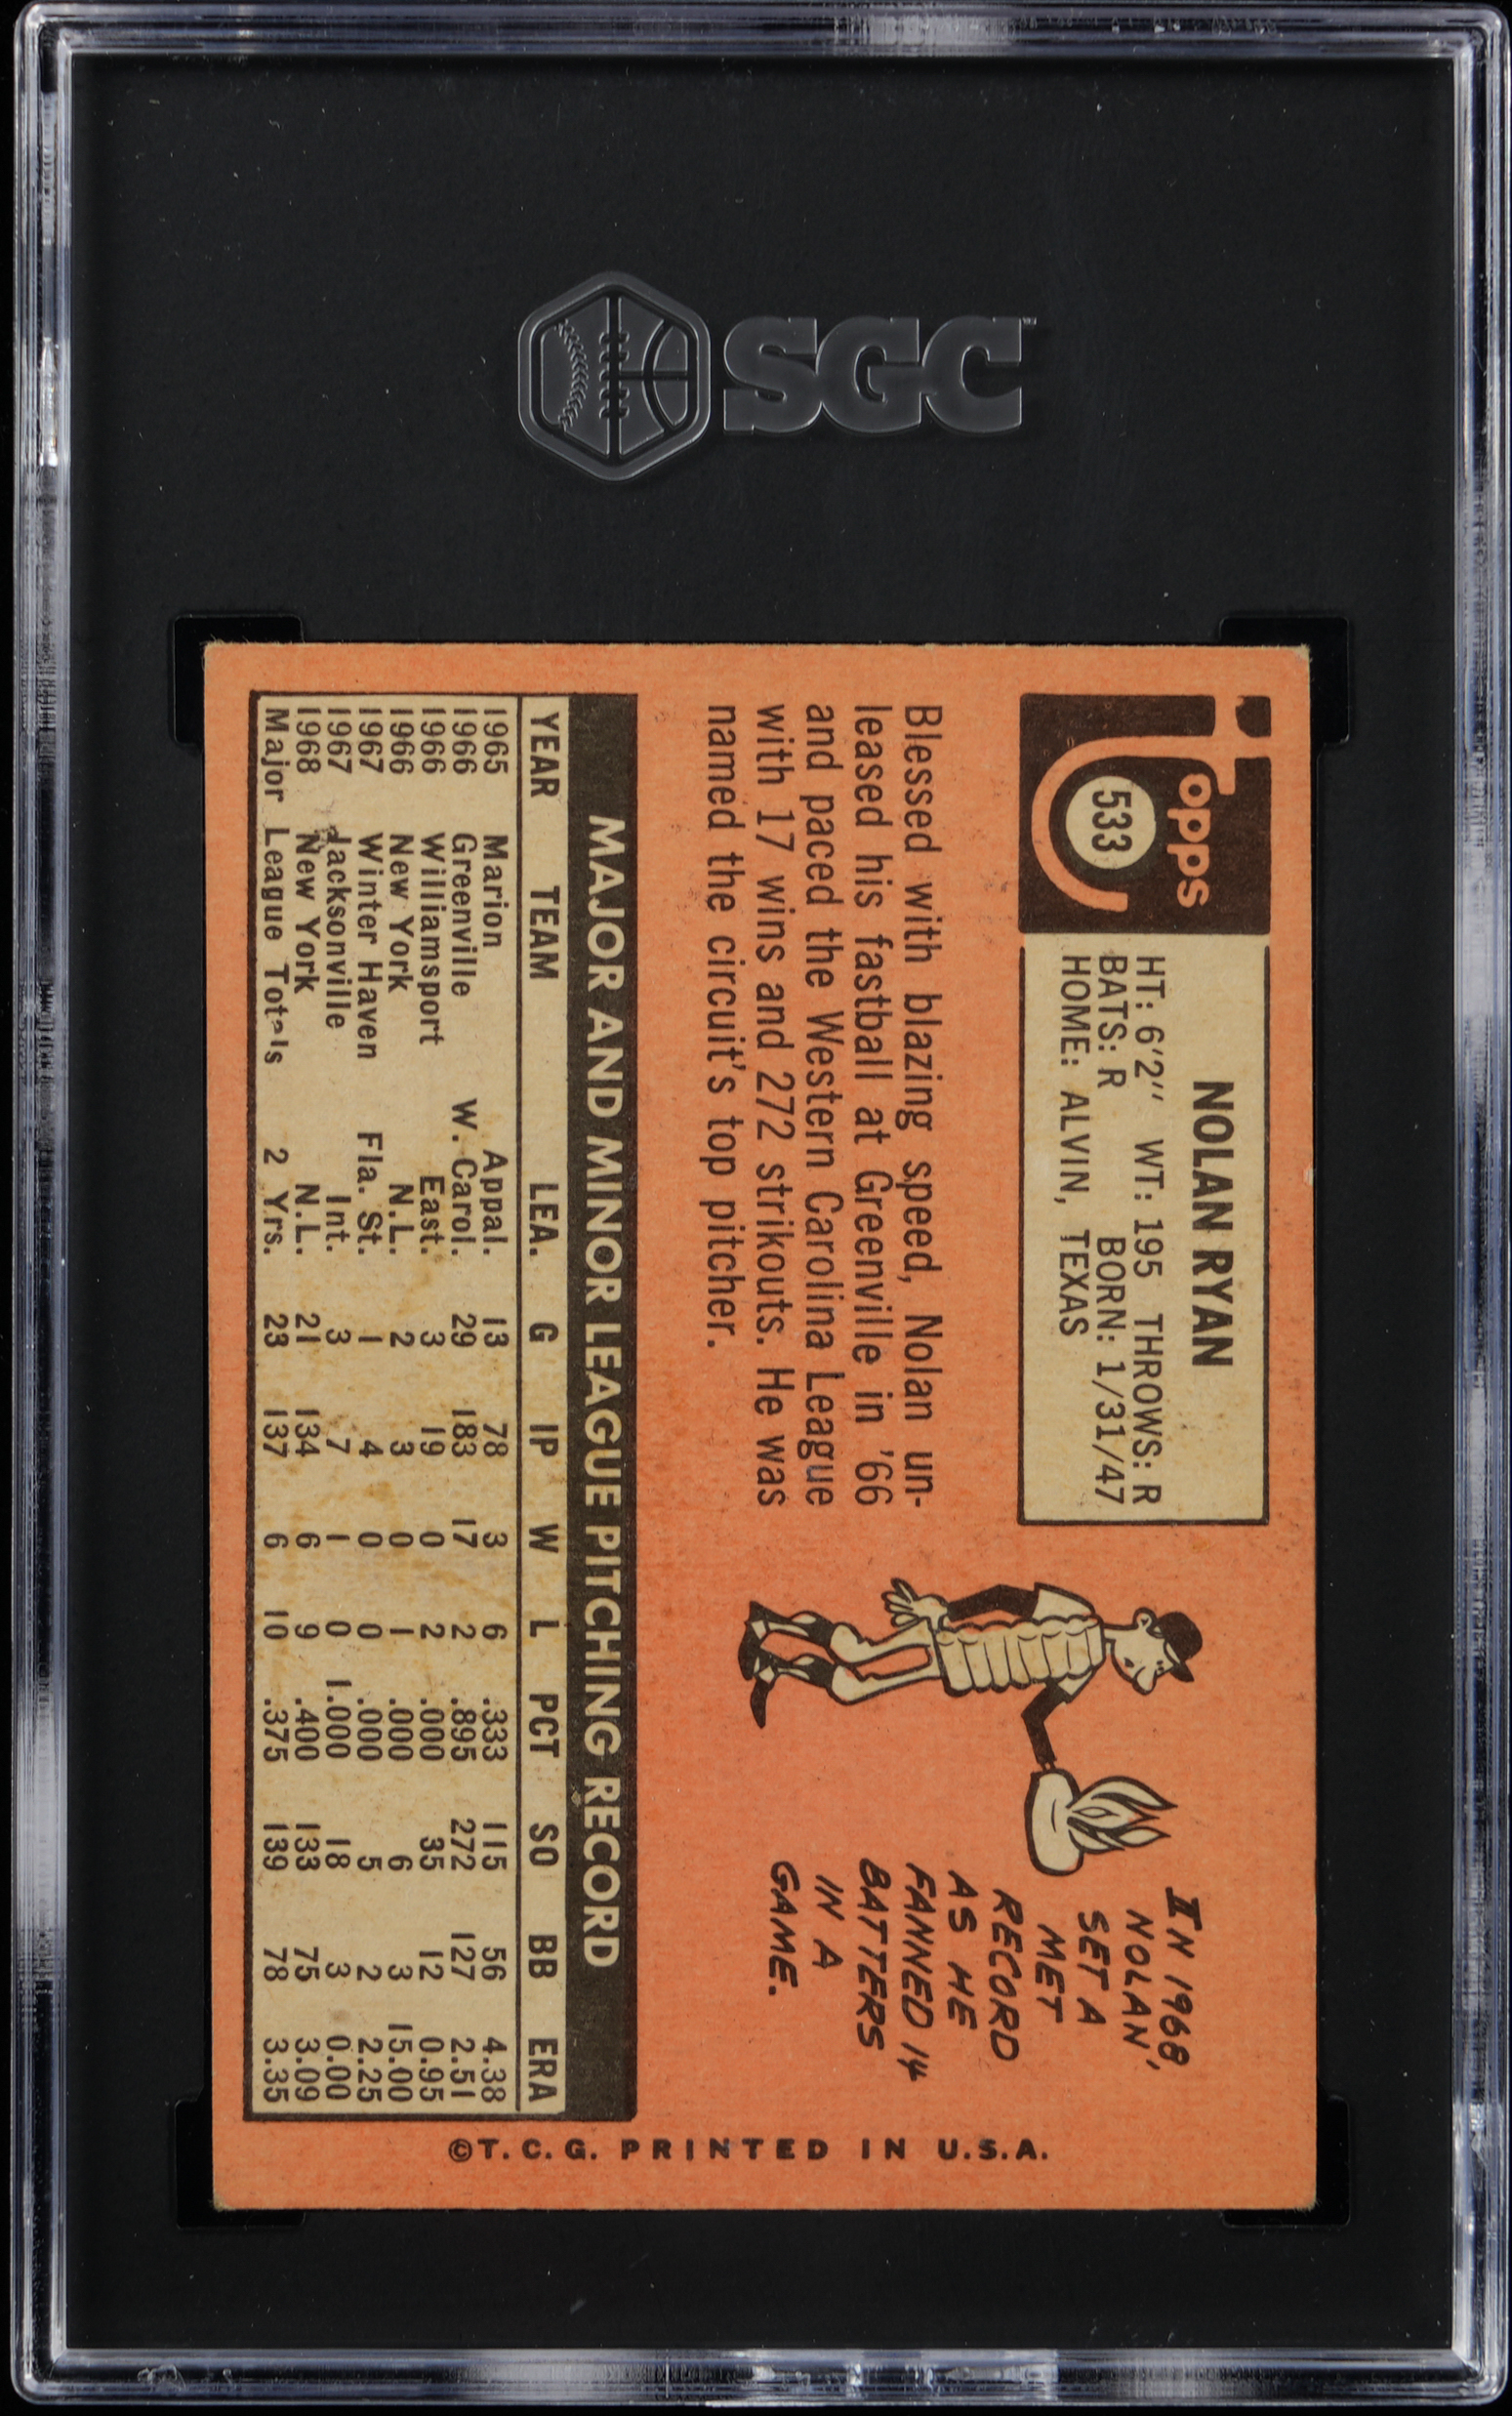 SGC
Topps
533
NOLAN RYAN
HT: 6'2" WT: 195 THROWS: R
BATS: R BORN: 1/31/47
HOME: ALVIN, TEXAS
Blessed with blazing speed, Nolan un-
leased his fastball at Greenville in '66
and paced the Western Carolina League
with 17 wins and 272 strikouts. He was
named the circuit's top pitcher.
IN 1968
NOLAN,
SET A
MET
RECORD
AS HE
FANNED 14
BATTERS
IN A
GAME.
MAJOR AND MINOR LEAGUE PITCHING RECORD
YEAR TEAM LEA. G IP W L PCT SO BB ERA
1965 Marion Appal. 13 78 3 6 .333 115 56 4.38
1966 Greenville W. Carol. 29 183 17 2 .895 272 127 2.51
1966 Williamsport East. 3 19 0 2 .000 35 12 0.95
1966 New York N.L. 2 3 0 1 .000 6 3 15.00
1967 Winter Haven Fla. St. 1 4 0 0 .000 5 2 2.25
1967 Jacksonville Int. 3 7 1 0 1.000 18 3 0.00
1968 New York N.L. 21 134 6 9 .400 133 75 3.09
Major League Totals 2 Yrs. 23 137 6 10 .375 139 78 3.35
©T.C.G. PRINTED IN U.S.A.